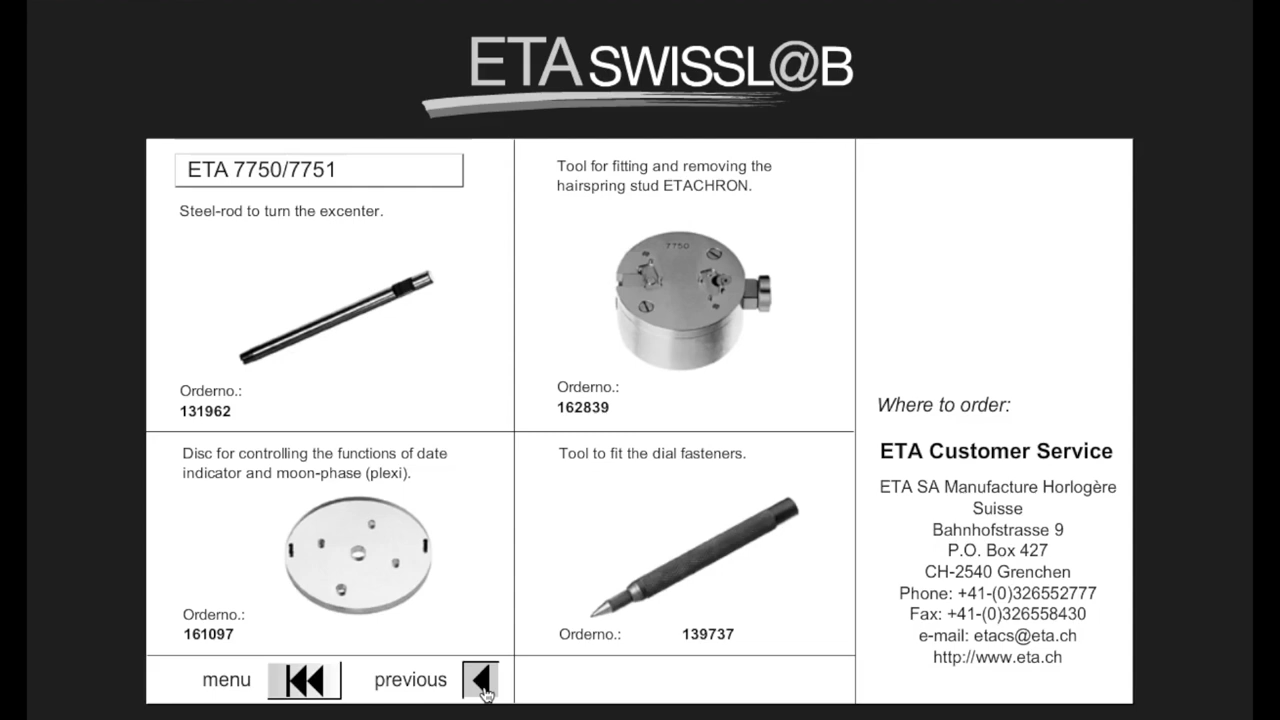 ETA SWISSL@B
ETA 7750/7751
Steel-rod to turn the excenter.
Orderno.:
131962
Tool for fitting and removing the
hairspring stud ETACHRON.
7750
Orderno.:
162839
Disc for controlling the functions of date
indicator and moon-phase (plexi).
Orderno.:
161097
Tool to fit the dial fasteners.
Orderno.: 139737
Where to order:
ETA Customer Service
ETA SA Manufacture Horlogère
Suisse
Bahnhofstrasse 9
P.O. Box 427
CH-2540 Grenchen
Phone: +41-(0)326552777
Fax: +41-(0)326558430
e-mail: etacs@eta.ch
http://www.eta.ch
menu previous